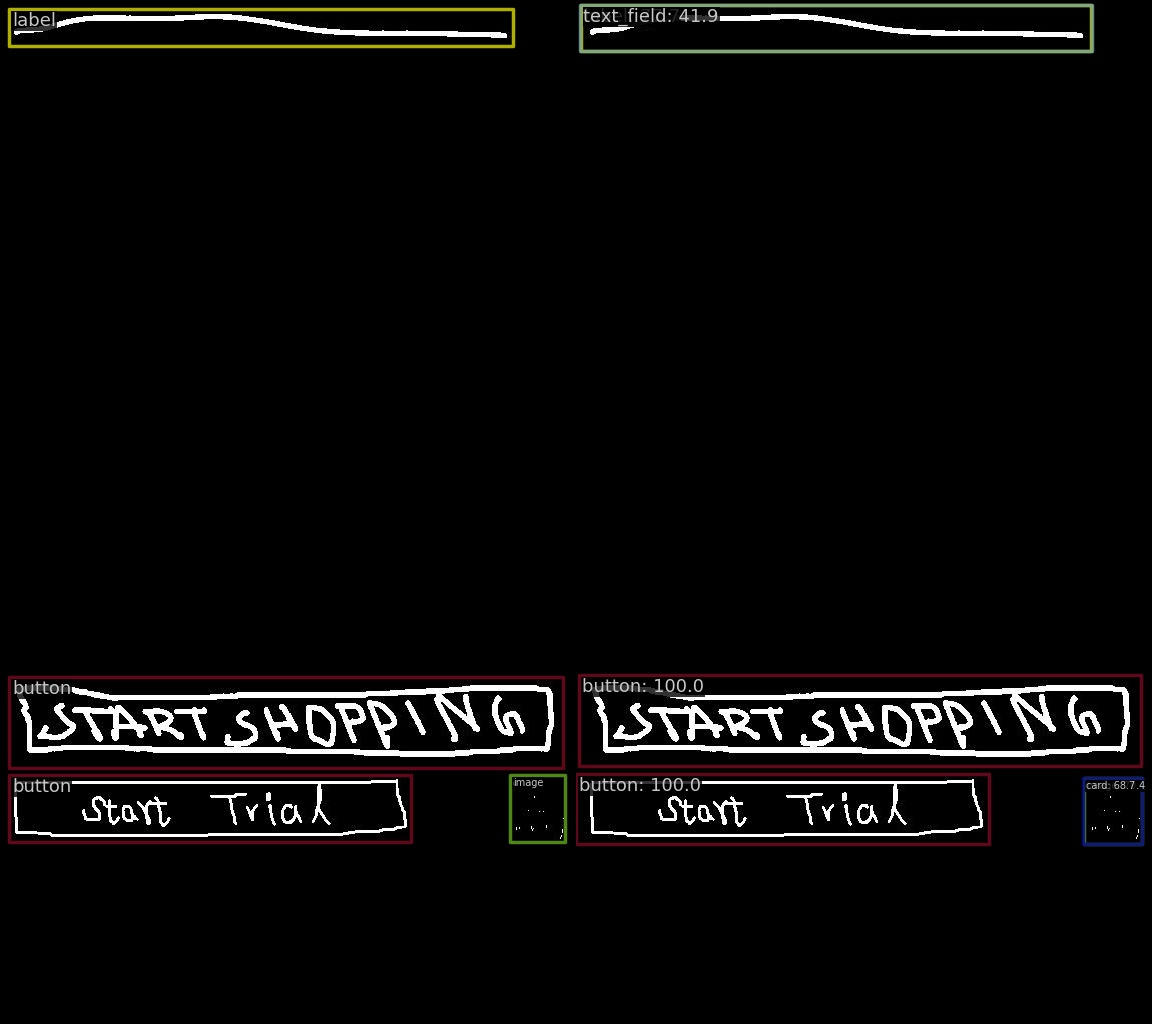 label text_field: 41.9
button button: 100.0
START SHOPPING START SHOPPING
button image button: 100.0 card: 68.7.4
Start Trial Start Trial